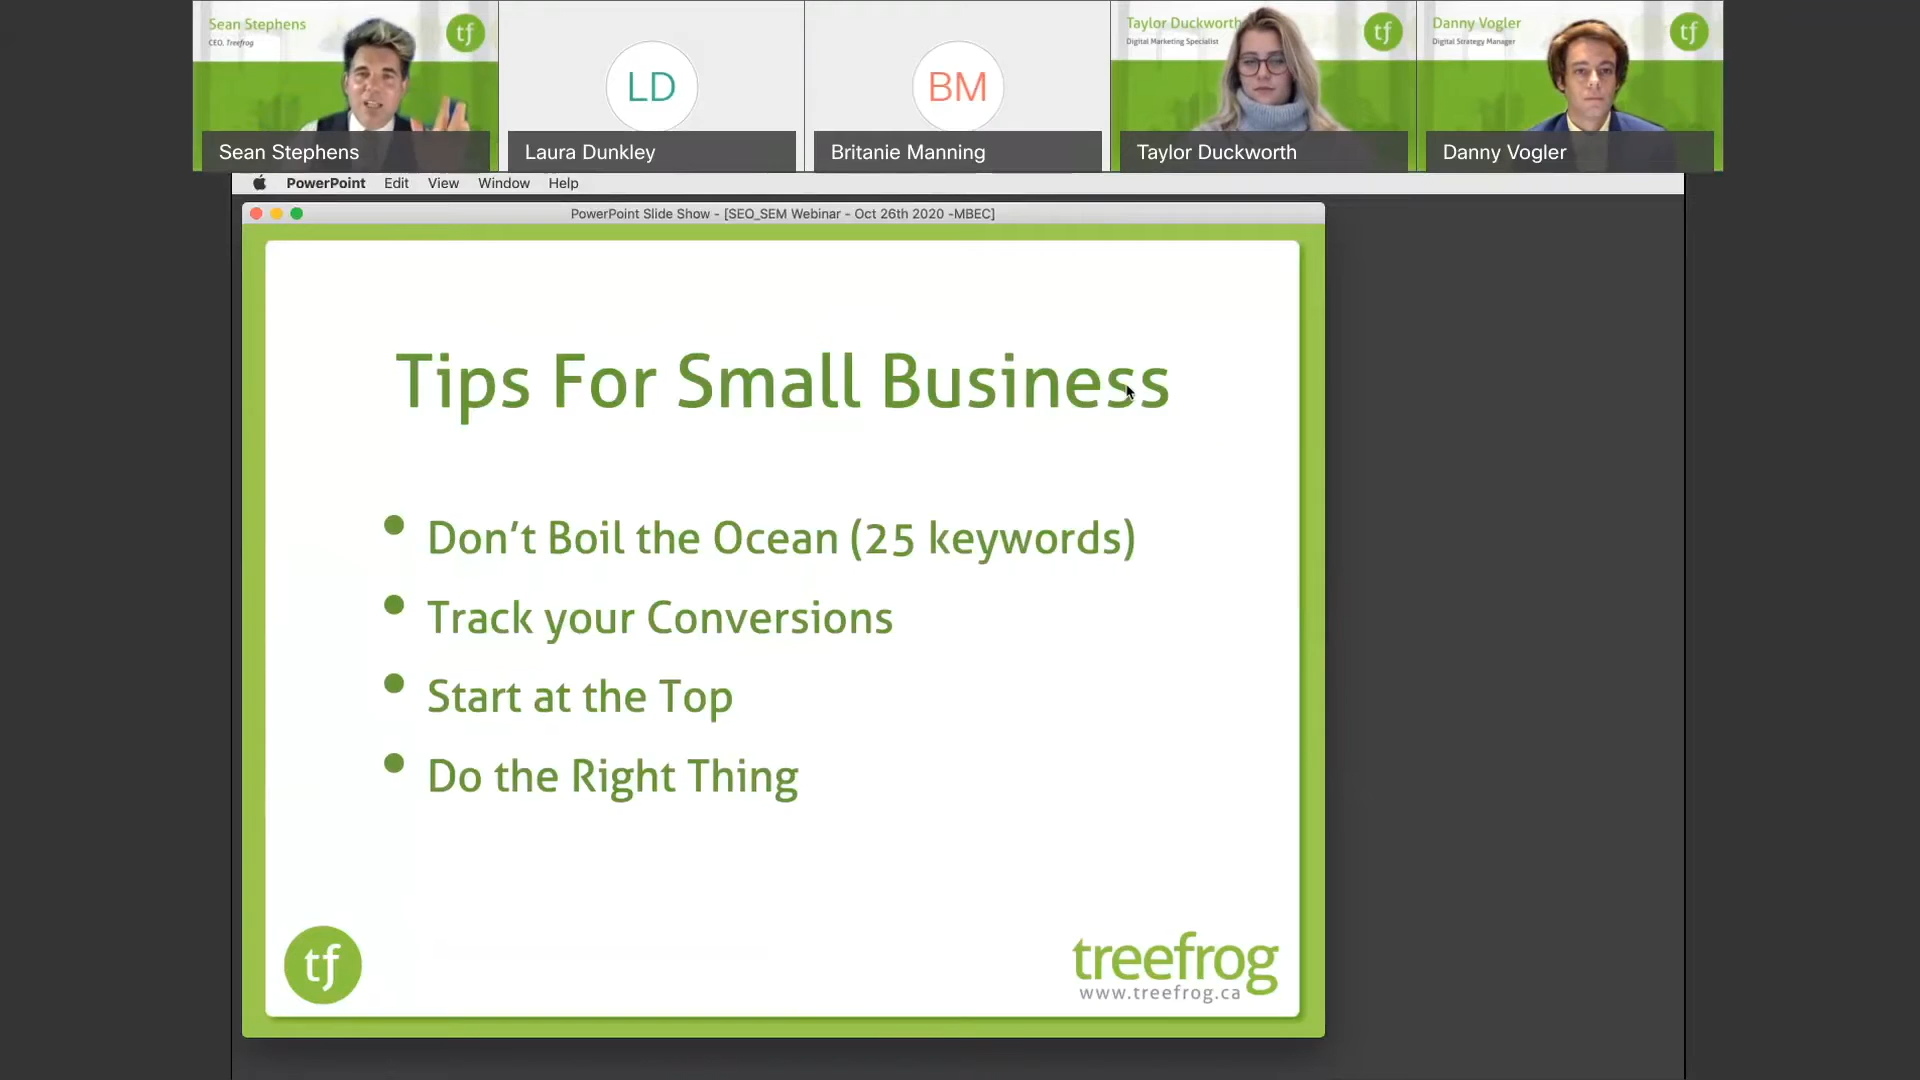 Sean Stephens
CEO, Treefrog
tf
Sean Stephens
LD
Laura Dunkley
BM
Britanie Manning
Taylor Duckworth
Digital Marketing Specialist
tf
Taylor Duckworth
Danny Vogler
Digital Strategy Manager
tf
Danny Vogler
PowerPoint Edit View Window Help
PowerPoint Slide Show - [SEO_SEM Webinar - Oct 26th 2020 -MBEC]
Tips For Small Business
• Don’t Boil the Ocean (25 keywords)
• Track your Conversions
• Start at the Top
• Do the Right Thing
tf
treefrog
www.treefrog.ca